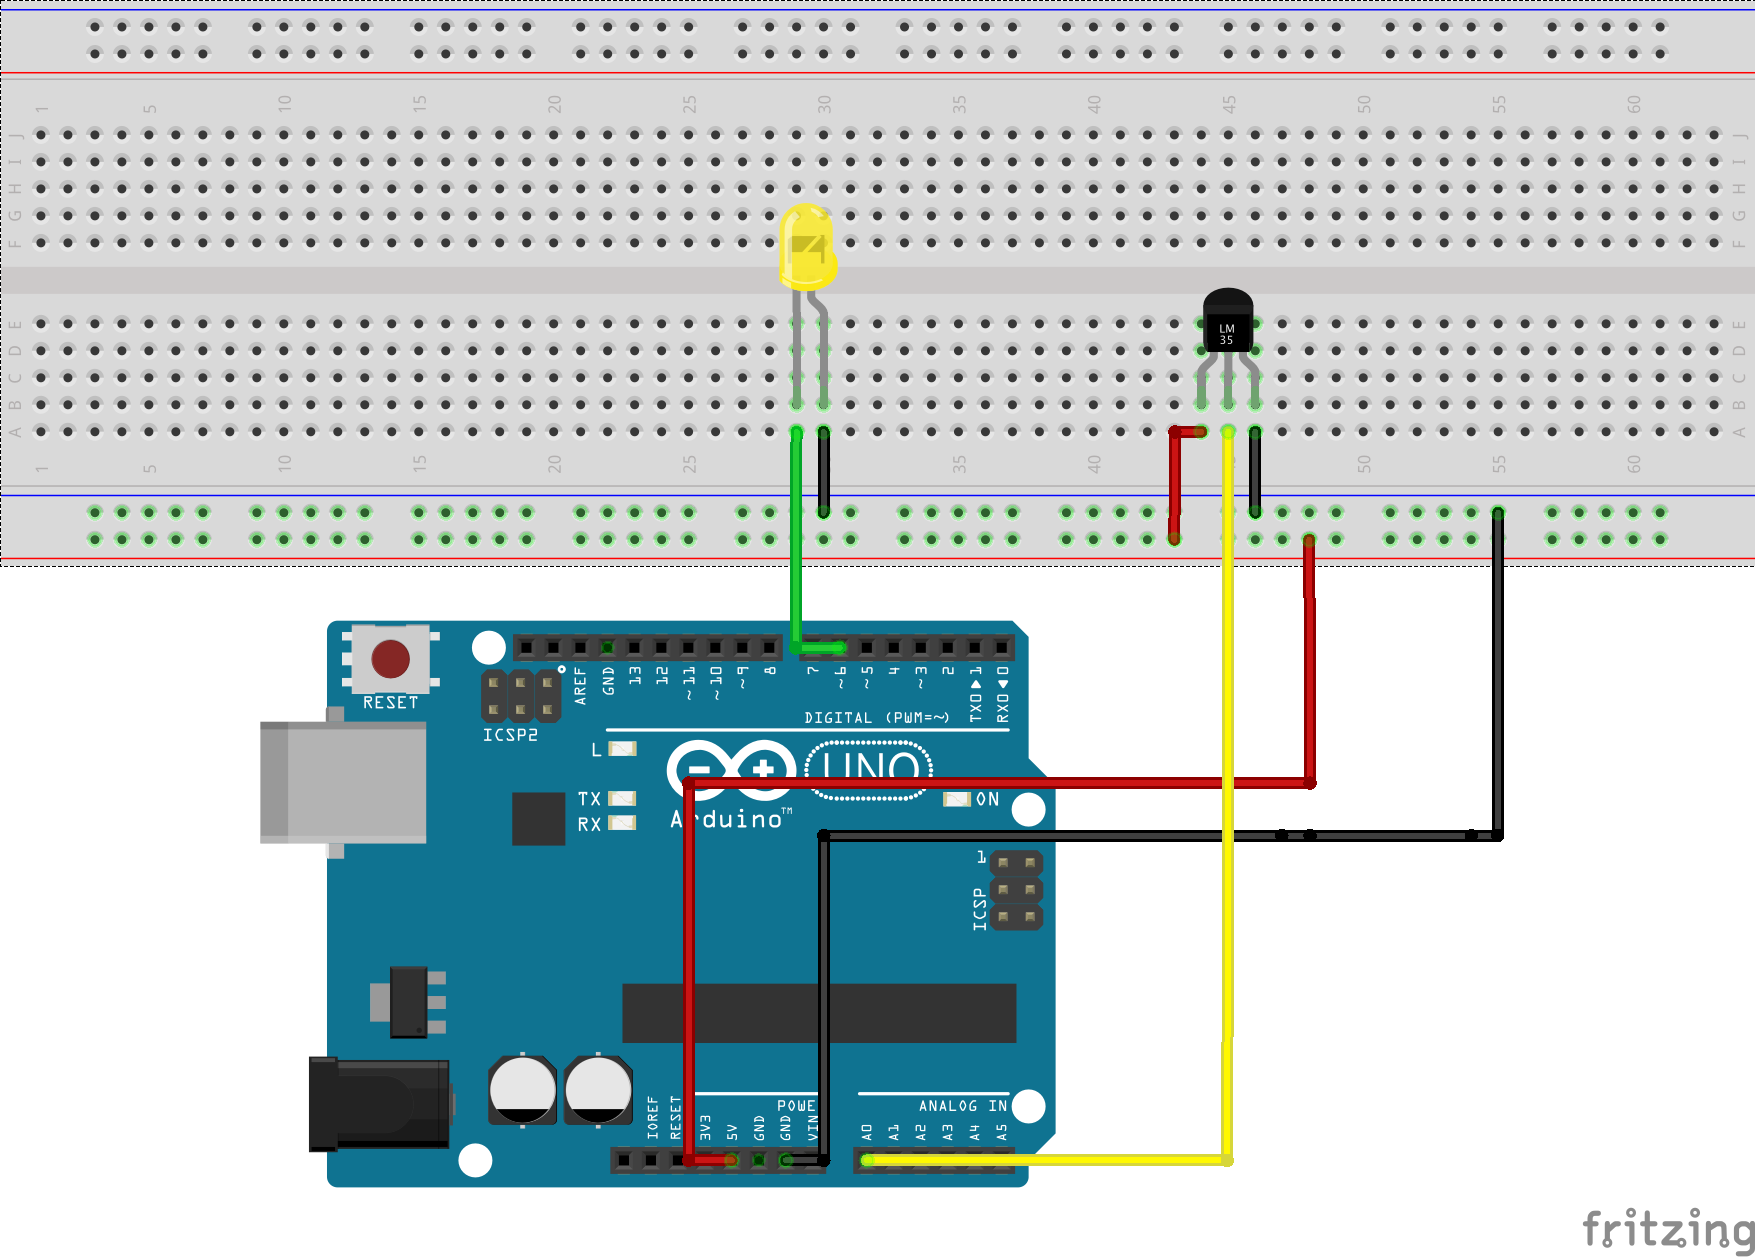 1 5 10 15 20 25 30 35 40 45 50 55 60
J J
I I
H H
G G
F F
LM
35
E E
D D
C C
B B
A A
1 5 10 15 20 25 30 35 40 50 55 60
RESET
ICSP2
AREF GND 13 12 ~11 ~10 ~9 8 7 ~6 ~5 4 ~3 2 TX0▶1 RX0◀0
DIGITAL (PWM=~)
L
TX
RX
UNO
Arduino™
ON
1
ICSP
POWE
ANALOG IN
IOREF RESET 3V3 5V GND GND VIN A0 A1 A2 A3 A4 A5
fritzing